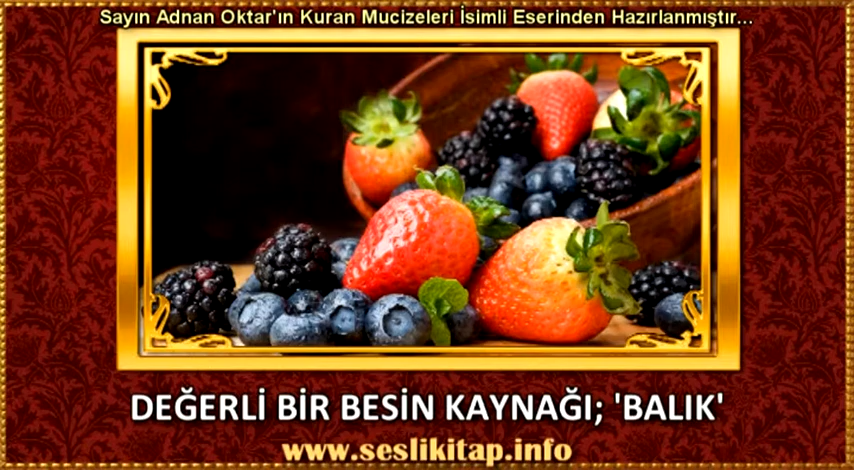 Sayın Adnan Oktar'ın Kuran Mucizeleri İsimli Eserinden Hazırlanmıştır...
DEĞERLİ BİR BESİN KAYNAĞI; 'BALIK'
www.seslikitap.info